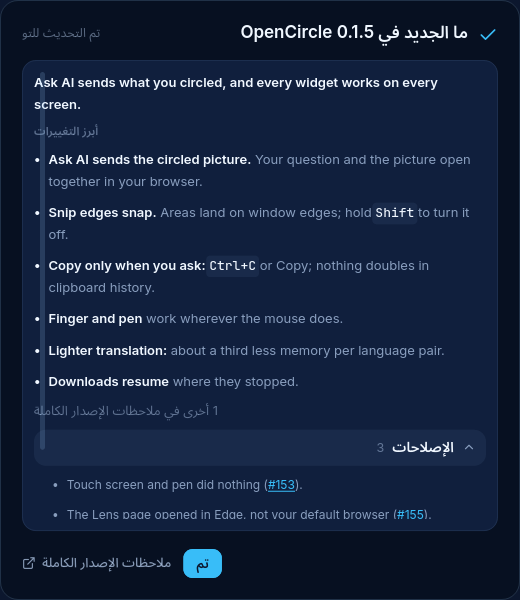 ما الجديد في OpenCircle 0.1.5
تم التحديث للتو
Ask AI sends what you circled, and every widget works on every
screen.
أبرز التغييرات
• Ask AI sends the circled picture. Your question and the picture open
together in your browser.
• Snip edges snap. Areas land on window edges; hold Shift to turn it
off.
• Copy only when you ask: Ctrl+C or Copy; nothing doubles in
clipboard history.
• Finger and pen work wherever the mouse does.
• Lighter translation: about a third less memory per language pair.
• Downloads resume where they stopped.
1 أخرى في ملاحظات الإصدار الكاملة
الإصلاحات 3
• Touch screen and pen did nothing (#153).
• The Lens page opened in Edge, not your default browser (#155).
تم
ملاحظات الإصدار الكاملة